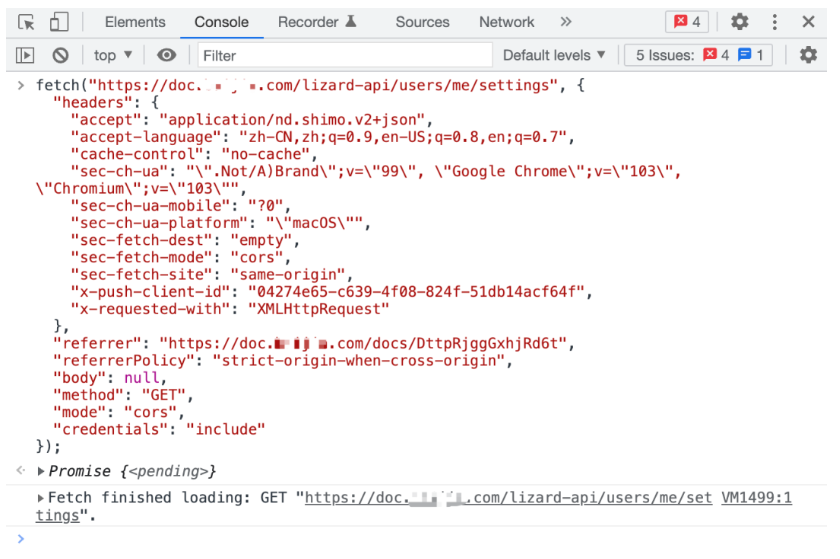 Elements Console Recorder Sources Network » 4
top ▼ Filter Default levels ▼ 5 Issues: 4 1
> fetch("https://doc. .com/lizard-api/users/me/settings", {
"headers": {
"accept": "application/nd.shimo.v2+json",
"accept-language": "zh-CN,zh;q=0.9,en-US;q=0.8,en;q=0.7",
"cache-control": "no-cache",
"sec-ch-ua": "\".Not/A)Brand\";v=\"99\", \"Google Chrome\";v=\"103\",
\"Chromium\";v=\"103\"",
"sec-ch-ua-mobile": "?0",
"sec-ch-ua-platform": "\"macOS\"",
"sec-fetch-dest": "empty",
"sec-fetch-mode": "cors",
"sec-fetch-site": "same-origin",
"x-push-client-id": "04274e65-c639-4f08-824f-51db14acf64f",
"x-requested-with": "XMLHttpRequest"
},
"referrer": "https://doc. .com/docs/DttpRjggGxhjRd6t",
"referrerPolicy": "strict-origin-when-cross-origin",
"body": null,
"method": "GET",
"mode": "cors",
"credentials": "include"
});
Promise {<pending>}
Fetch finished loading: GET "https://doc. .com/lizard-api/users/me/set VM1499:1
tings".
>